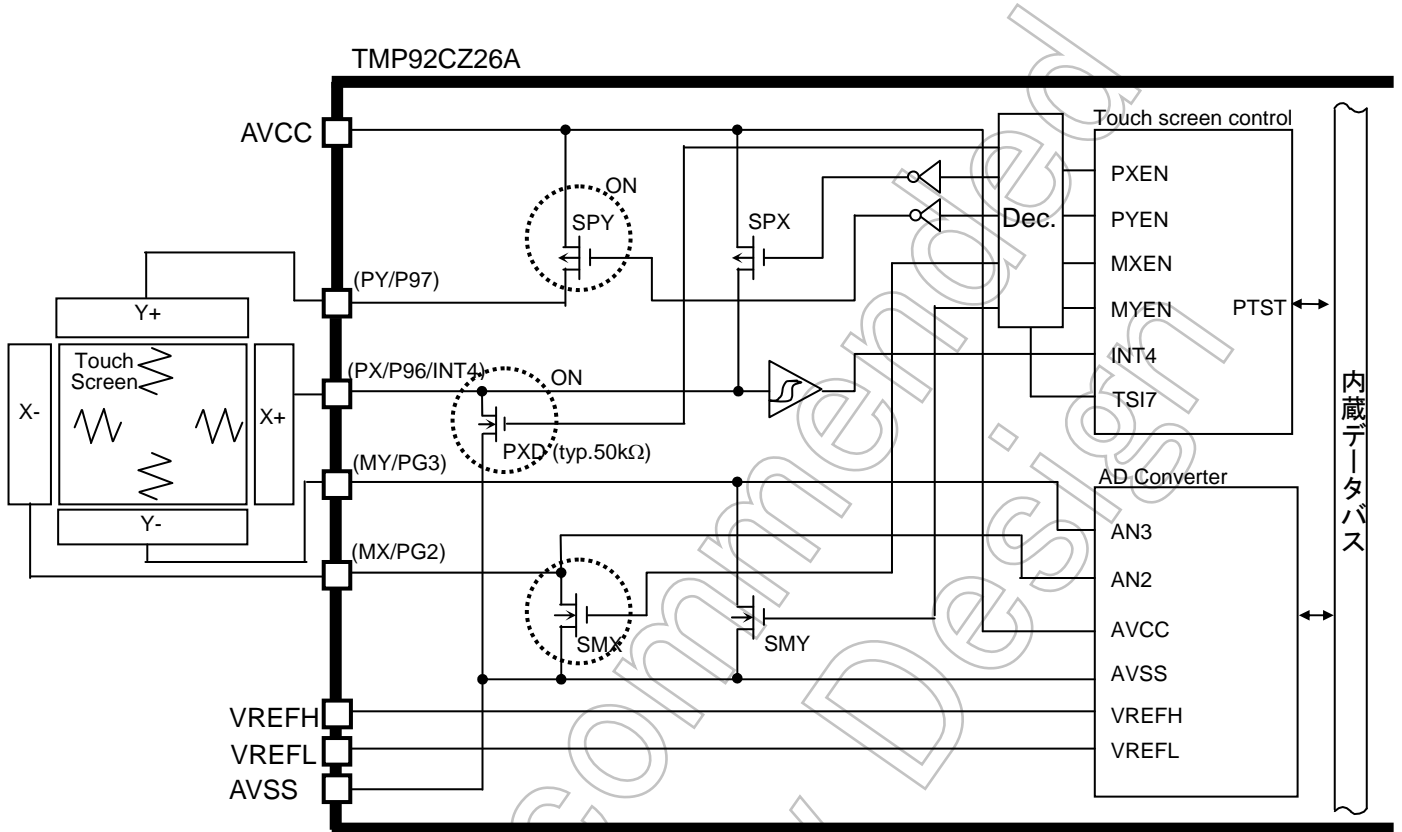 TMP92CZ26A
AVCC
Touch screen control
ON
SPY
SPX
Dec.
PXEN
PYEN
MXEN
MYEN
PTST
INT4
TSI7
(PY/P97)
Y+
Touch
Screen
X-
X+
Y-
(PX/P96/INT4)
ON
PXD (typ.50kΩ)
(MY/PG3)
(MX/PG2)
SMX
SMY
AD Converter
AN3
AN2
AVCC
AVSS
VREFH
VREFL
VREFH
VREFL
AVSS
内蔵データバス
commended
Design